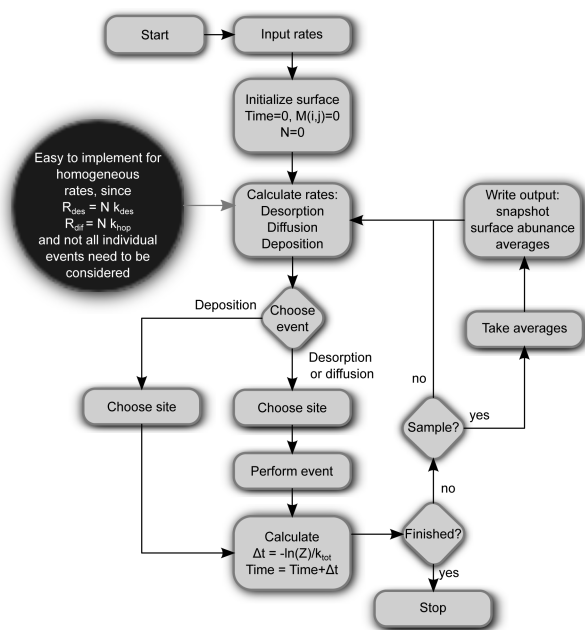 Start
Input rates
Initialize surface
Time=0, M(i,j)=0
N=0
Easy to implement for
homogeneous
rates, since
R_des = N k_des
R_dif = N k_hop
and not all individual
events need to be
considered
Calculate rates:
Desorption
Diffusion
Deposition
Write output:
snapshot
surface abunance
averages
Deposition
Choose
event
Take averages
Desorption
or diffusion
no
Choose site
Choose site
Sample?
yes
Perform event
no
Calculate
Δt = -ln(Z)/k_tot
Time = Time+Δt
Finished?
yes
Stop